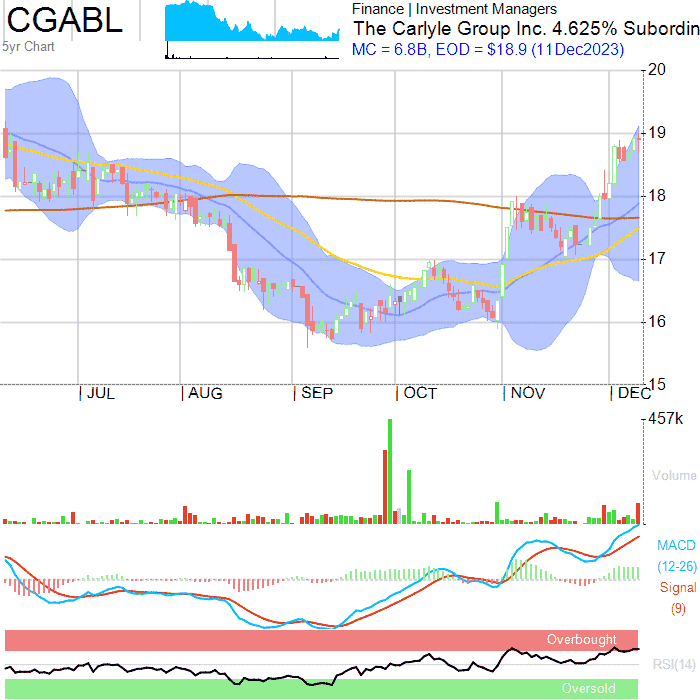 CGABL
5yr Chart
Finance | Investment Managers
The Carlyle Group Inc. 4.625% Subordin
MC = 6.8B, EOD = $18.9 (11Dec2023)
20
19
18
17
16
15
JUL AUG SEP OCT NOV DEC
457k
Volume
MACD
(12-26)
Signal
(9)
Overbought
RSI(14)
Oversold